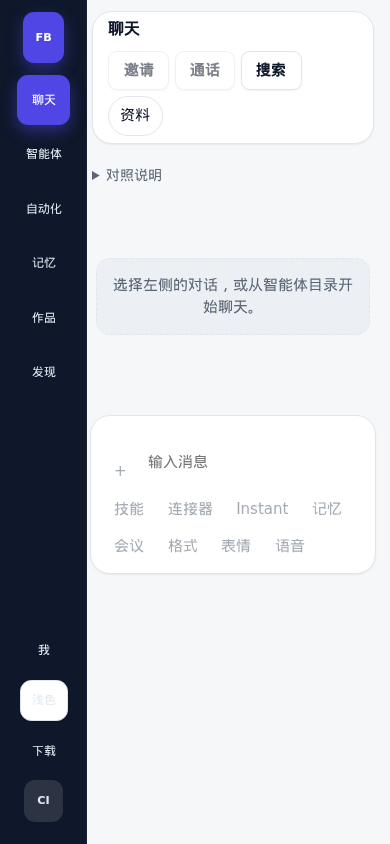 FB
聊天
智能体
自动化
记忆
作品
发现
我
浅色
下载
CI
聊天
邀请 通话 搜索
资料
▶ 对照说明
选择左侧的对话，或从智能体目录开
始聊天。
+ 输入消息
技能 连接器 Instant 记忆
会议 格式 表情 语音